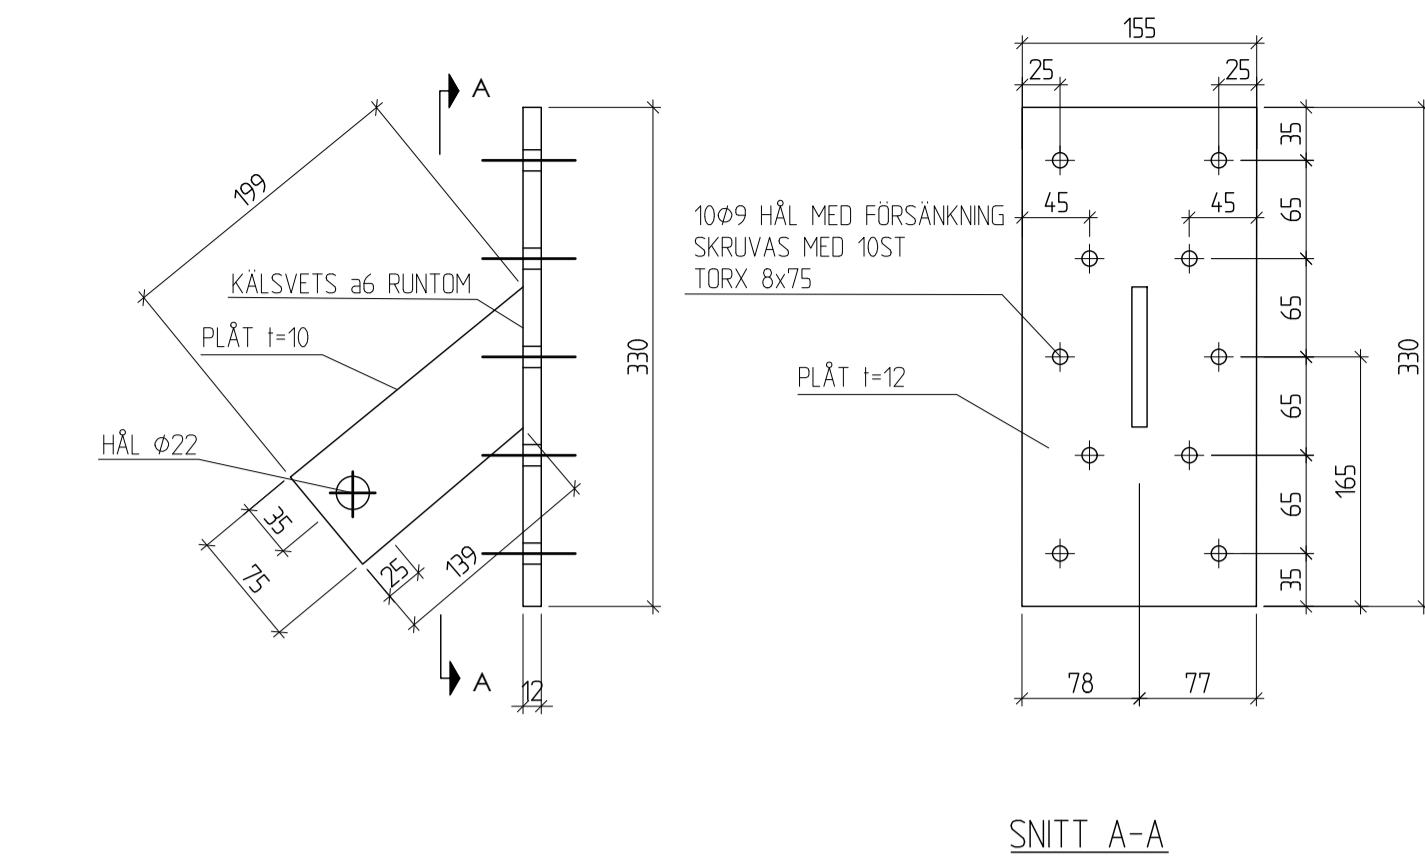 155
25
25
A
35
199
10Φ9 HÅL MED FÖRSÄNKNING
SKRUVAS MED 10ST
TORX 8x75
45
45
65
KÄLSVETS a6 RUNTOM
65
PLÅT t=10
330
330
PLÅT t=12
65
HÅL Φ22
165
35
65
75
25
139
35
A
12
78
77
SNITT A-A